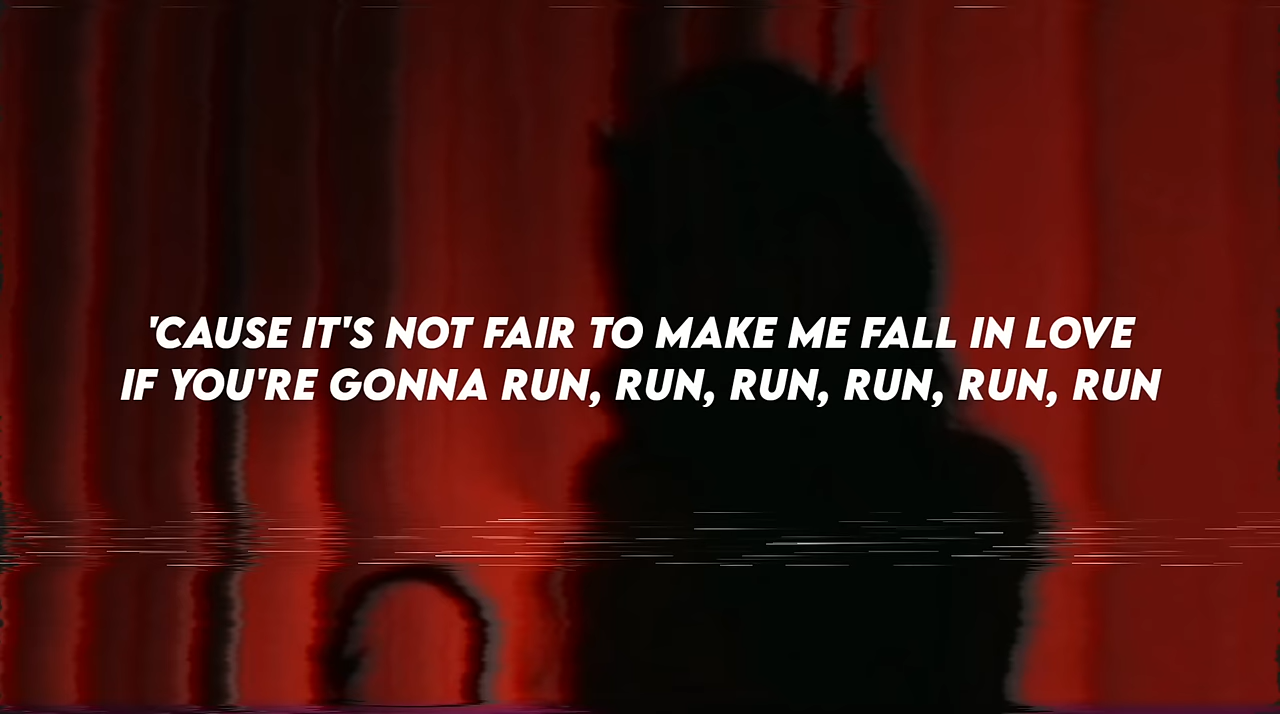 'CAUSE IT'S NOT FAIR TO MAKE ME FALL IN LOVE
IF YOU'RE GONNA RUN, RUN, RUN, RUN, RUN, RUN